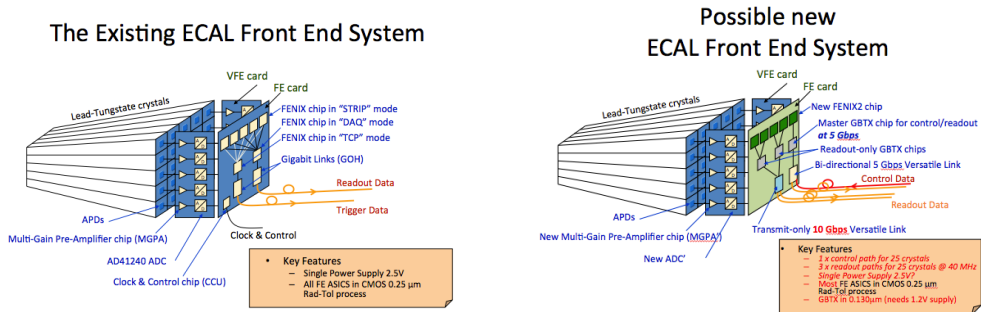 The Existing ECAL Front End System
VFE card
FE card
Lead-Tungstate crystals
FENIX chip in “STRIP” mode
FENIX chip in “DAQ” mode
FENIX chip in “TCP” mode
Gigabit Links (GOH)
Readout Data
Trigger Data
APDs
Clock & Control
Multi-Gain Pre-Amplifier chip (MGPA)
AD41240 ADC
Clock & Control chip (CCU)
• Key Features
– Single Power Supply 2.5V
– All FE ASICS in CMOS 0.25 μm
Rad-Tol process
Possible new
ECAL Front End System
VFE card
FE card
Lead-Tungstate crystals
New FENIX2 chip
Master GBTX chip for control/readout
at 5 Gbps
Readout-only GBTX chips
Bi-directional 5 Gbps Versatile Link
Control Data
Readout Data
APDs
Transmit-only 10 Gbps Versatile Link
New Multi-Gain Pre-Amplifier chip (MGPA')
New ADC'
• Key Features
– 1 x control path for 25 crystals
– 3 x readout paths for 25 crystals @ 40 MHz
– Single Power Supply 2.5V?
– Most FE ASICS in CMOS 0.25 μm
Rad-Tol process
– GBTX in 0.130μm (needs 1.2V supply)